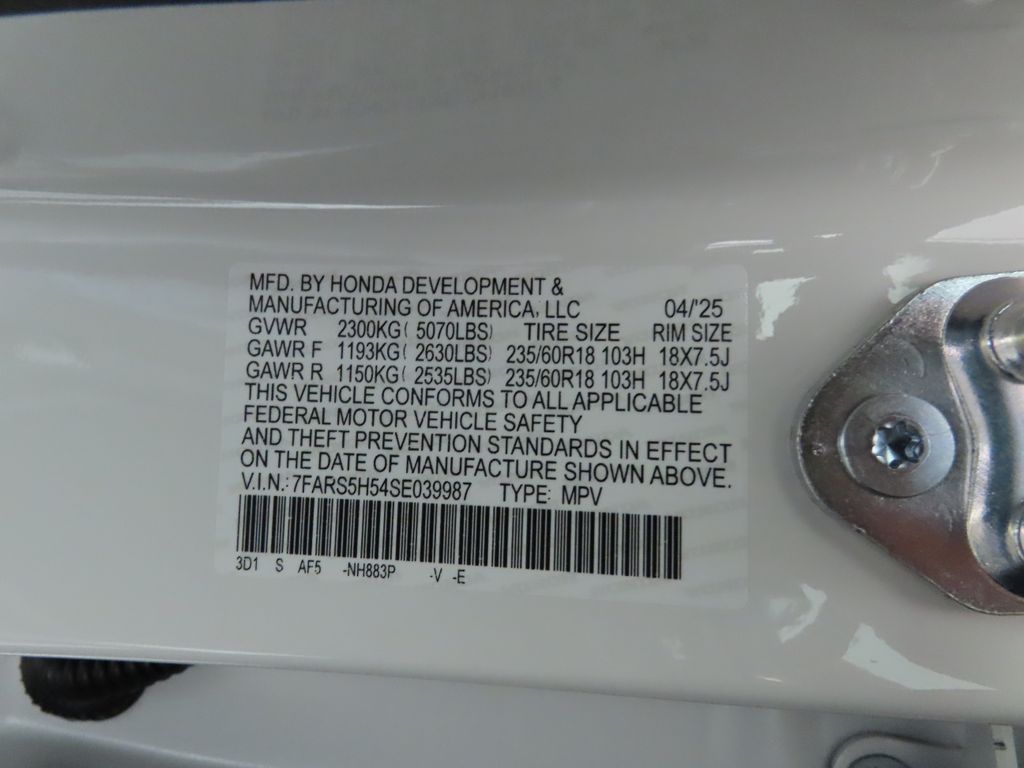 MFD. BY HONDA DEVELOPMENT &
MANUFACTURING OF AMERICA, LLC 04/'25
GVWR 2300KG( 5070LBS) TIRE SIZE RIM SIZE
GAWR F 1193KG( 2630LBS) 235/60R18 103H 18X7.5J
GAWR R 1150KG( 2535LBS) 235/60R18 103H 18X7.5J
THIS VEHICLE CONFORMS TO ALL APPLICABLE
FEDERAL MOTOR VEHICLE SAFETY
AND THEFT PREVENTION STANDARDS IN EFFECT
ON THE DATE OF MANUFACTURE SHOWN ABOVE.
V.I.N.:7FARS5H54SE039987 TYPE: MPV
3D1 S AF5 -NH883P -V -E